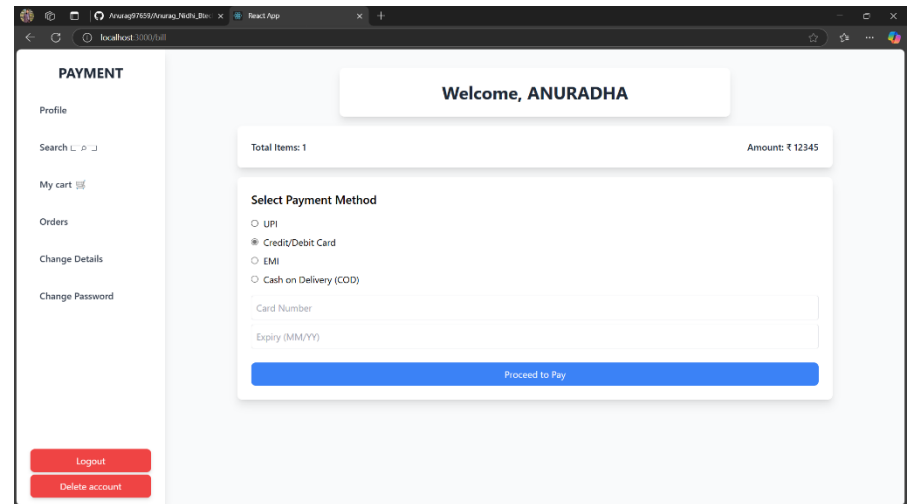 Anurag97659/Anurag_Nidhi_Btec
React App
localhost:3000/bill
PAYMENT
Profile
Search
My cart
Orders
Change Details
Change Password
Logout
Delete account
Welcome, ANURADHA
Total Items: 1
Amount: ₹ 12345
Select Payment Method
UPI
Credit/Debit Card
EMI
Cash on Delivery (COD)
Card Number
Expiry (MM/YY)
Proceed to Pay